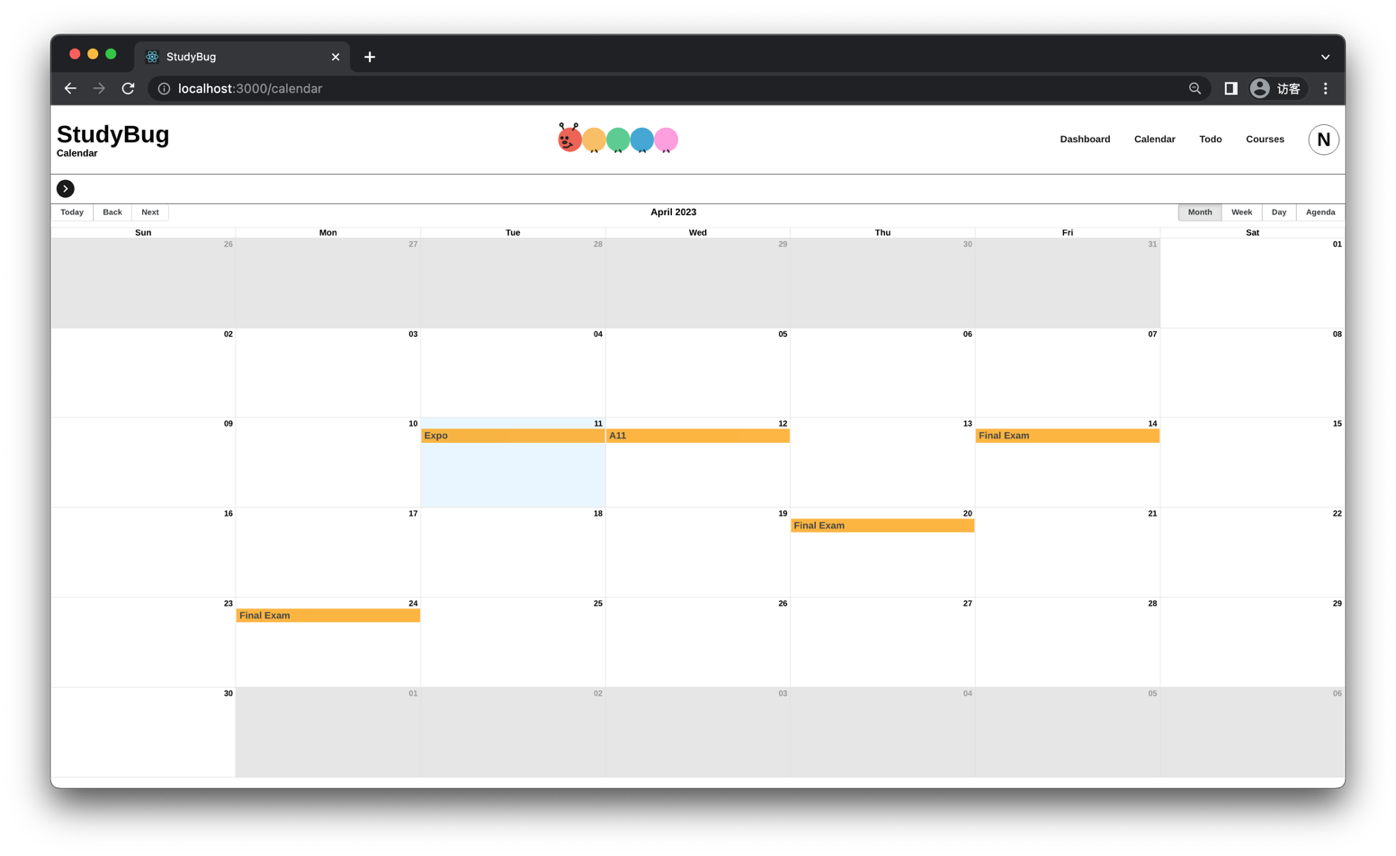 StudyBug
localhost:3000/calendar
访客
StudyBug
Calendar
Dashboard Calendar Todo Courses N
Today Back Next April 2023 Month Week Day Agenda
Sun Mon Tue Wed Thu Fri Sat
26 27 28 29 30 31 01
02 03 04 05 06 07 08
09 10 11 12 13 14 15
Expo A11 Final Exam
16 17 18 19 20 21 22
Final Exam
23 24 25 26 27 28 29
Final Exam
30 01 02 03 04 05 06